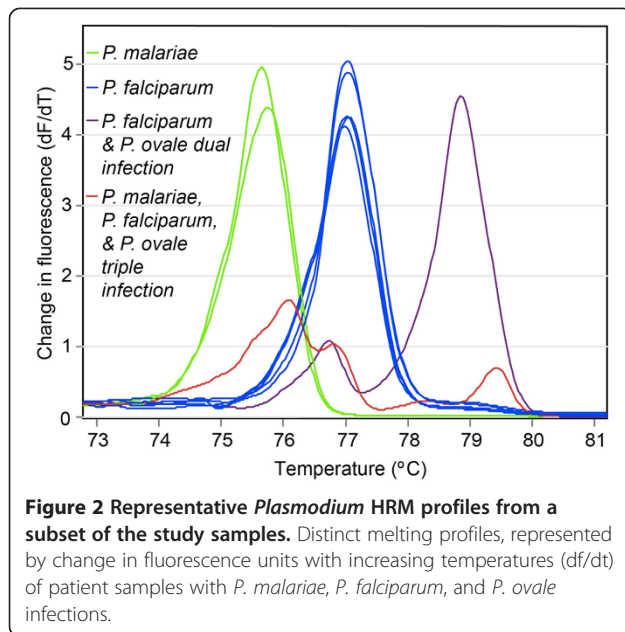 P. malariae
P. falciparum
P. falciparum
& P. ovale dual
infection
P. malariae,
P. falciparum,
& P. ovale
triple
infection
Change in fluorescence (dF/dT)
5
4
3
2
1
0
73 74 75 76 77 78 79 80 81
Temperature (°C)
Figure 2 Representative Plasmodium HRM profiles from a
subset of the study samples. Distinct melting profiles, represented
by change in fluorescence units with increasing temperatures (df/dt)
of patient samples with P. malariae, P. falciparum, and P. ovale
infections.